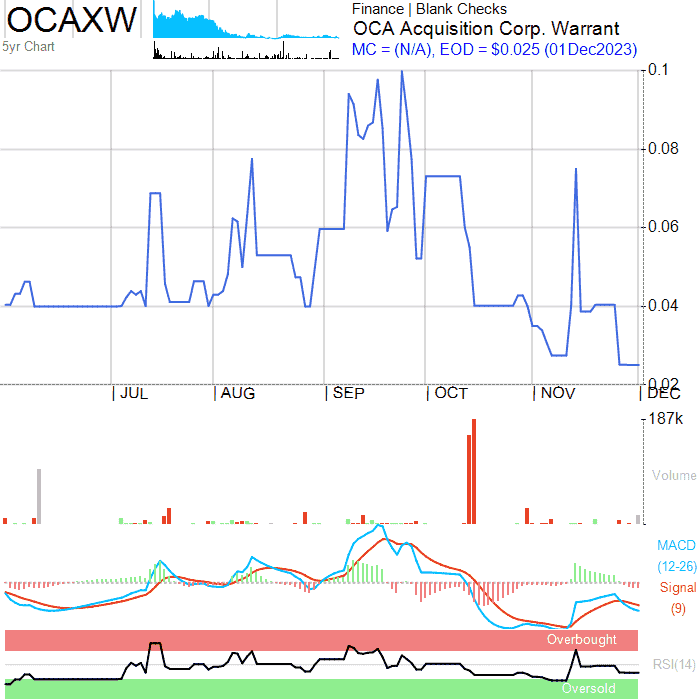 OCAXW
5yr Chart
Finance | Blank Checks
OCA Acquisition Corp. Warrant
MC = (N/A), EOD = $0.025 (01Dec2023)
0.1
0.08
0.06
0.04
0.02
| JUL
| AUG
| SEP
| OCT
| NOV
| DEC
187k
Volume
MACD
(12-26)
Signal
(9)
Overbought
RSI(14)
Oversold